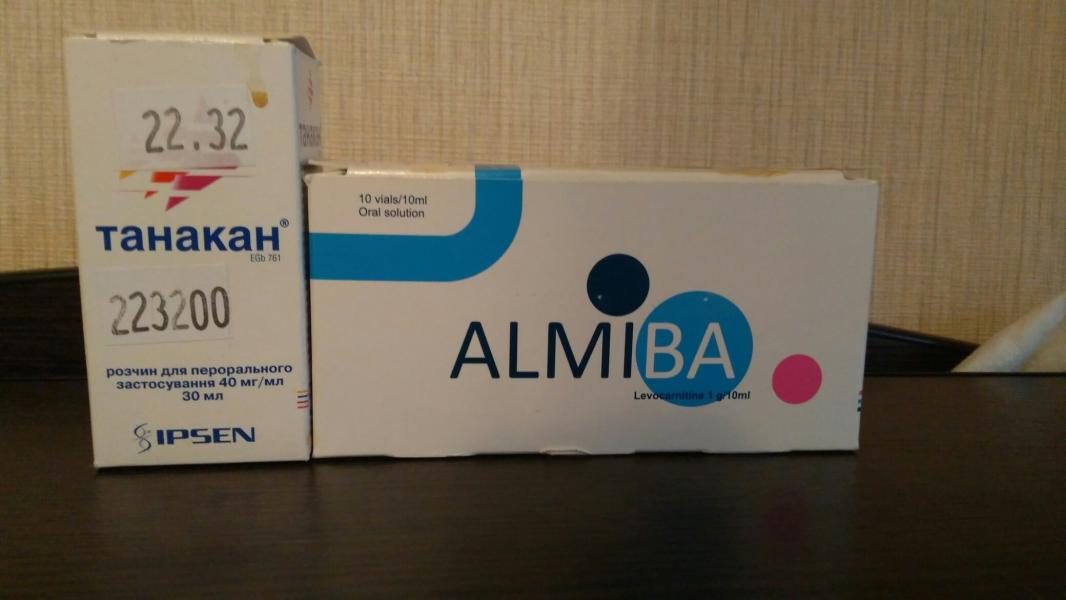 22.32
танакан®
EGb 761
223200
розчин для перорального
застосування 40 мг/мл
30 мл
IPSEN
танакан
10 vials/10ml
Oral solution
ALMIBA
Levocarnitine 1 g/10ml